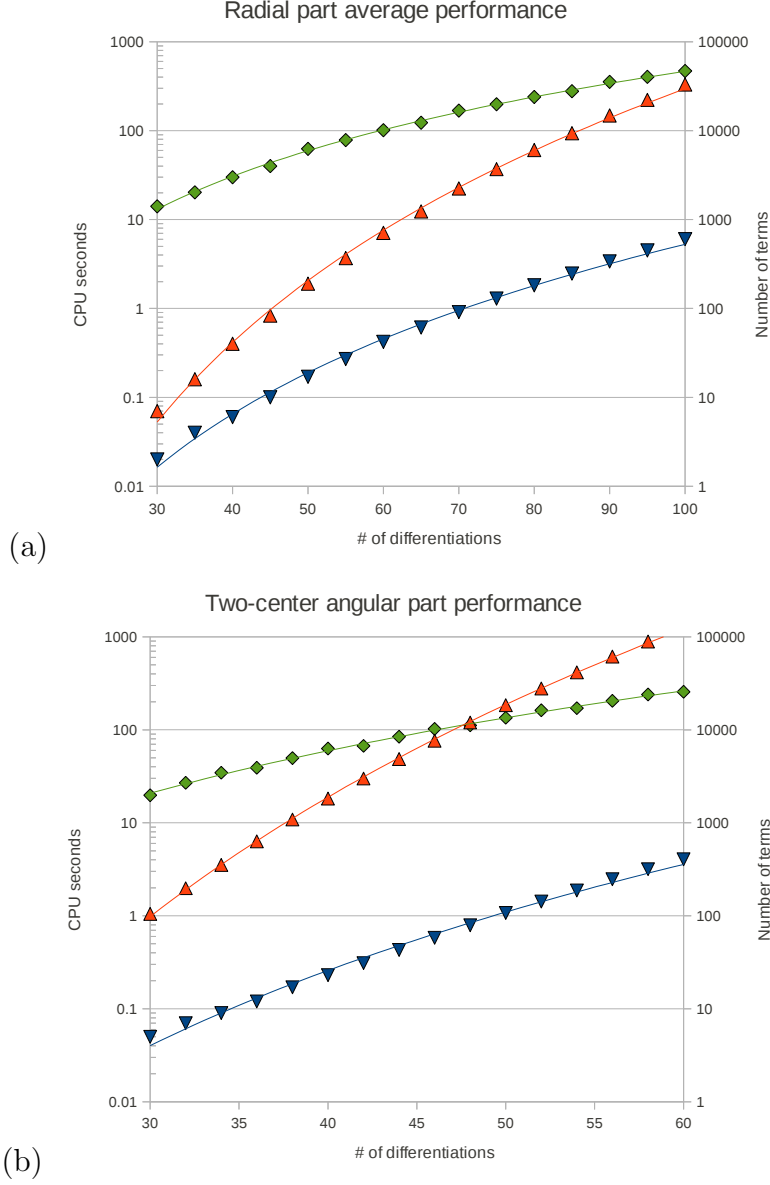 Radial part average performance
1000
100
10
1
0.1
0.01
CPU seconds
100000
10000
1000
100
10
1
Number of terms
30 40 50 60 70 80 90 100
# of differentiations
(a)
Two-center angular part performance
1000
100
10
1
0.1
0.01
CPU seconds
100000
10000
1000
100
10
1
Number of terms
30 35 40 45 50 55 60
# of differentiations
(b)